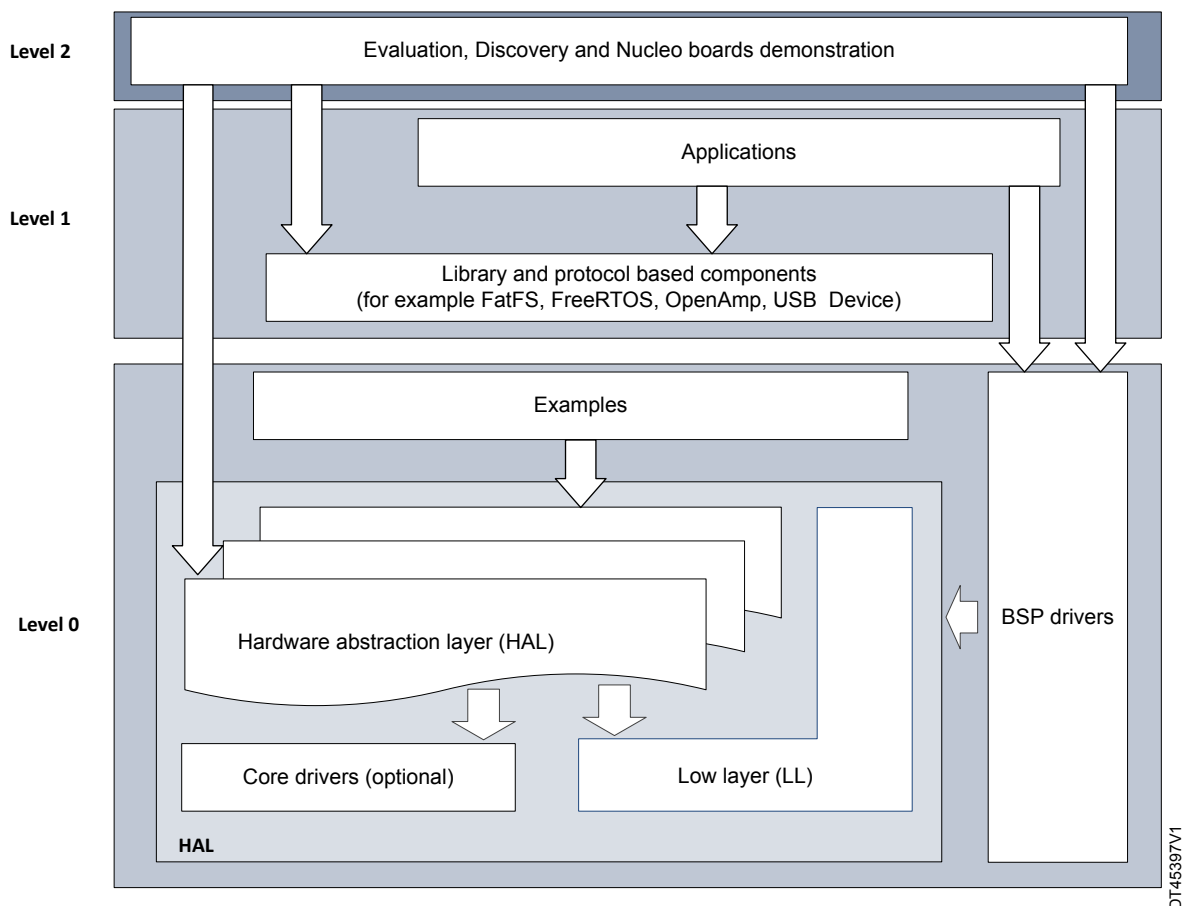 Level 2
Evaluation, Discovery and Nucleo boards demonstration
Applications
Level 1
Library and protocol based components
(for example FatFS, FreeRTOS, OpenAmp, USB Device)
Examples
Level 0
Hardware abstraction layer (HAL)
BSP drivers
Core drivers (optional)
Low layer (LL)
HAL
DT45397V1